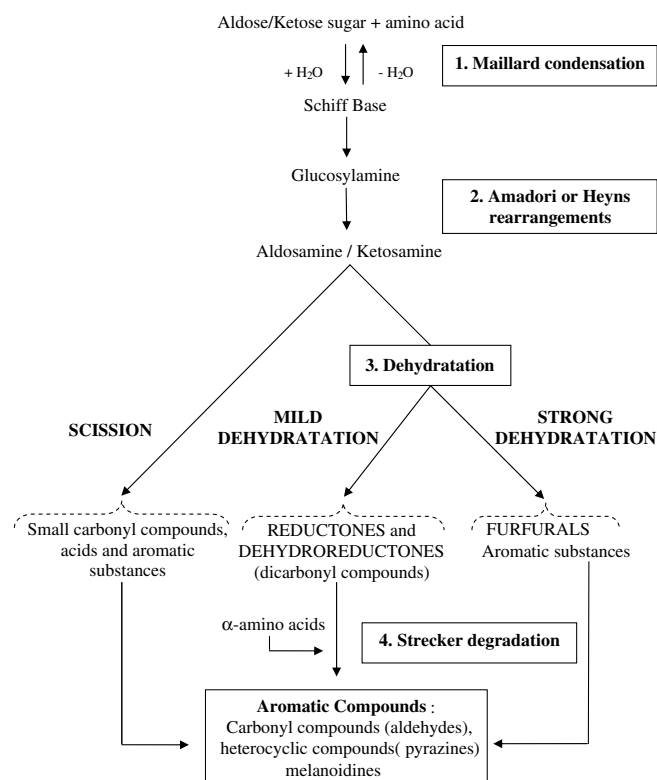 Aldose/Ketose sugar + amino acid
+ H₂O
- H₂O
1. Maillard condensation
Schiff Base
Glucosylamine
2. Amadori or Heyns
rearrangements
Aldosamine / Ketosamine
3. Dehydratation
SCISSION
MILD
DEHYDRATATION
STRONG
DEHYDRATATION
Small carbonyl compounds,
acids and aromatic
substances
REDUCTONES and
DEHYDROREDUCTONES
(dicarbonyl compounds)
FURFURALS
Aromatic substances
α-amino acids
4. Strecker degradation
Aromatic Compounds :
Carbonyl compounds (aldehydes),
heterocyclic compounds( pyrazines)
melanoidines